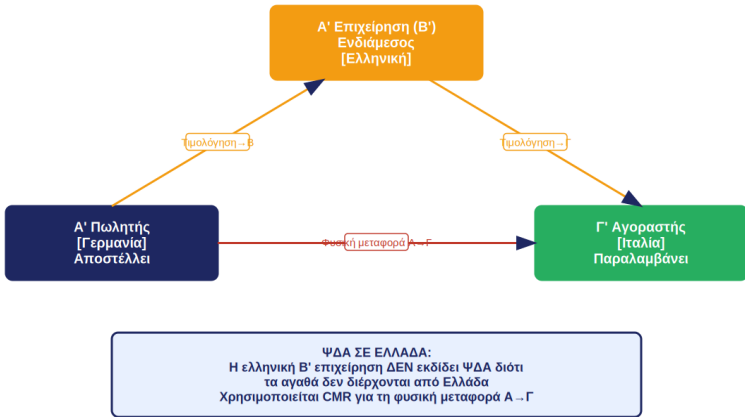 Α' Επιχείρηση (Β')
Ενδιάμεσος
[Ελληνική]
Τιμολόγηση→Β
Τιμολόγηση→Γ
Α' Πωλητής
[Γερμανία]
Αποστέλλει
Φυσική μεταφορά Α→Γ
Γ' Αγοραστής
[Ιταλία]
Παραλαμβάνει
ΨΔΑ ΣΕ ΕΛΛΑΔΑ:
Η ελληνική Β' επιχείρηση ΔΕΝ εκδίδει ΨΔΑ διότι
τα αγαθά δεν διέρχονται από Ελλάδα
Χρησιμοποιείται CMR για τη φυσική μεταφορά Α→Γ